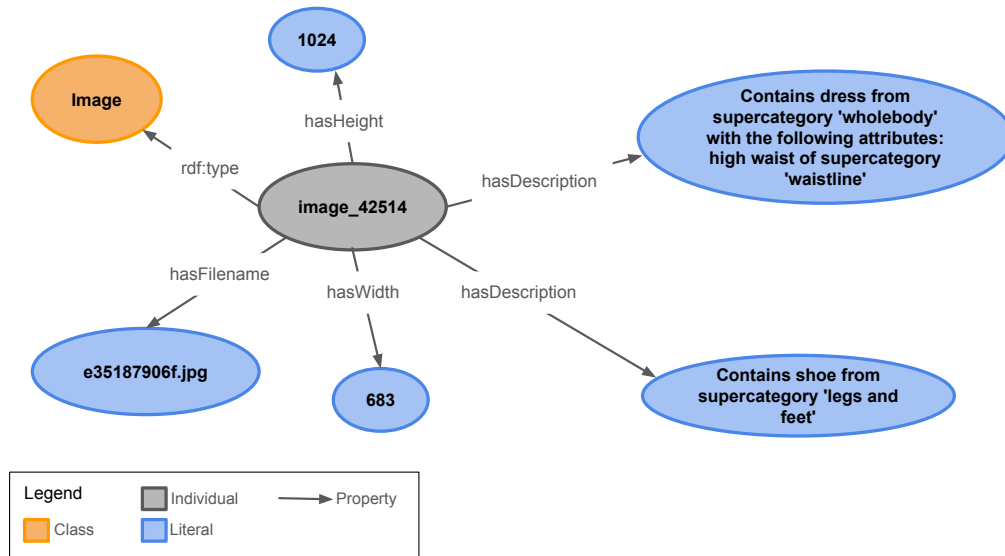 1024
Image
hasHeight
Contains dress from
supercategory 'wholebody'
with the following attributes:
high waist of supercategory
'waistline'
rdf:type
hasDescription
image_42514
hasFilename
hasWidth
hasDescription
e35187906f.jpg
683
Contains shoe from
supercategory 'legs and
feet'
Legend
Individual
Property
Class
Literal